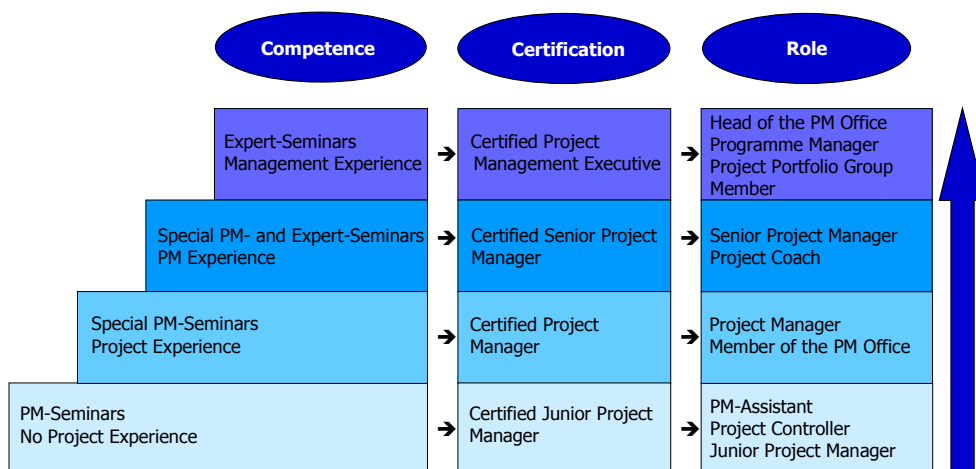 Competence
Certification
Role
Expert-Seminars
Management Experience
➔
Certified Project
Management Executive
➔
Head of the PM Office
Programme Manager
Project Portfolio Group
Member
Special PM- and Expert-Seminars
PM Experience
➔
Certified Senior Project
Manager
➔
Senior Project Manager
Project Coach
Special PM-Seminars
Project Experience
➔
Certified Project
Manager
➔
Project Manager
Member of the PM Office
PM-Seminars
No Project Experience
➔
Certified Junior Project
Manager
➔
PM-Assistant
Project Controller
Junior Project Manager